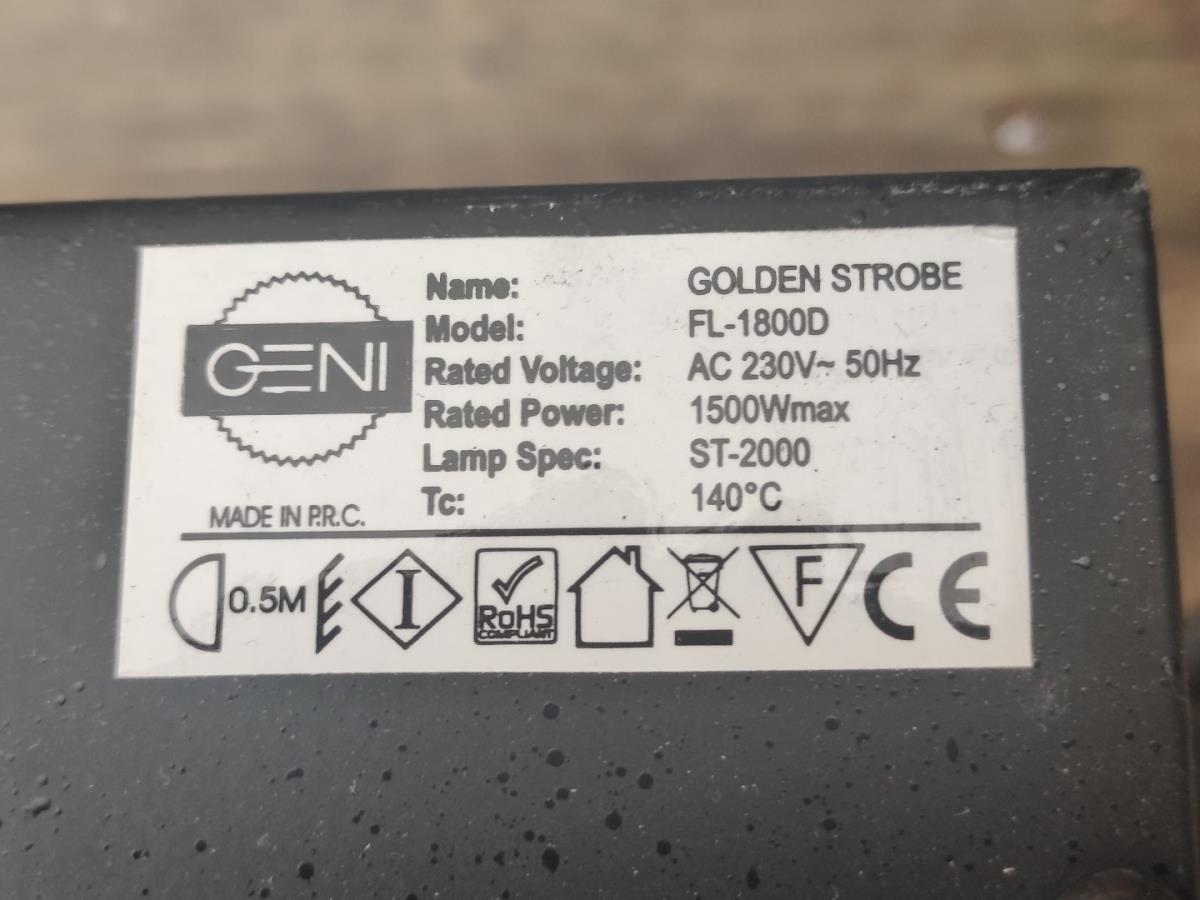 GENI
Name: GOLDEN STROBE
Model: FL-1800D
Rated Voltage: AC 230V~ 50Hz
Rated Power: 1500Wmax
Lamp Spec: ST-2000
Tc: 140°C
MADE IN P.R.C.
0.5M
I
RoHS
COMPLIANT
F
CE